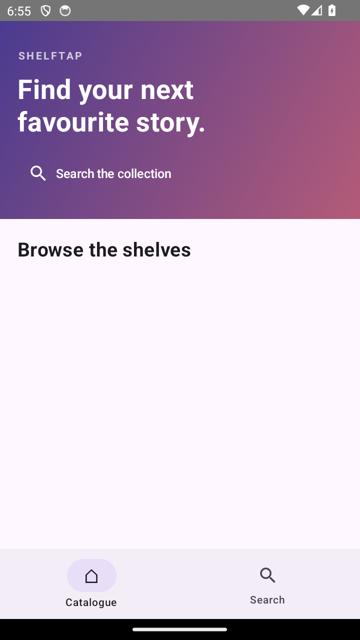 6:55
SHELFTAP
Find your next
favourite story.
Search the collection
Browse the shelves
Catalogue
Search